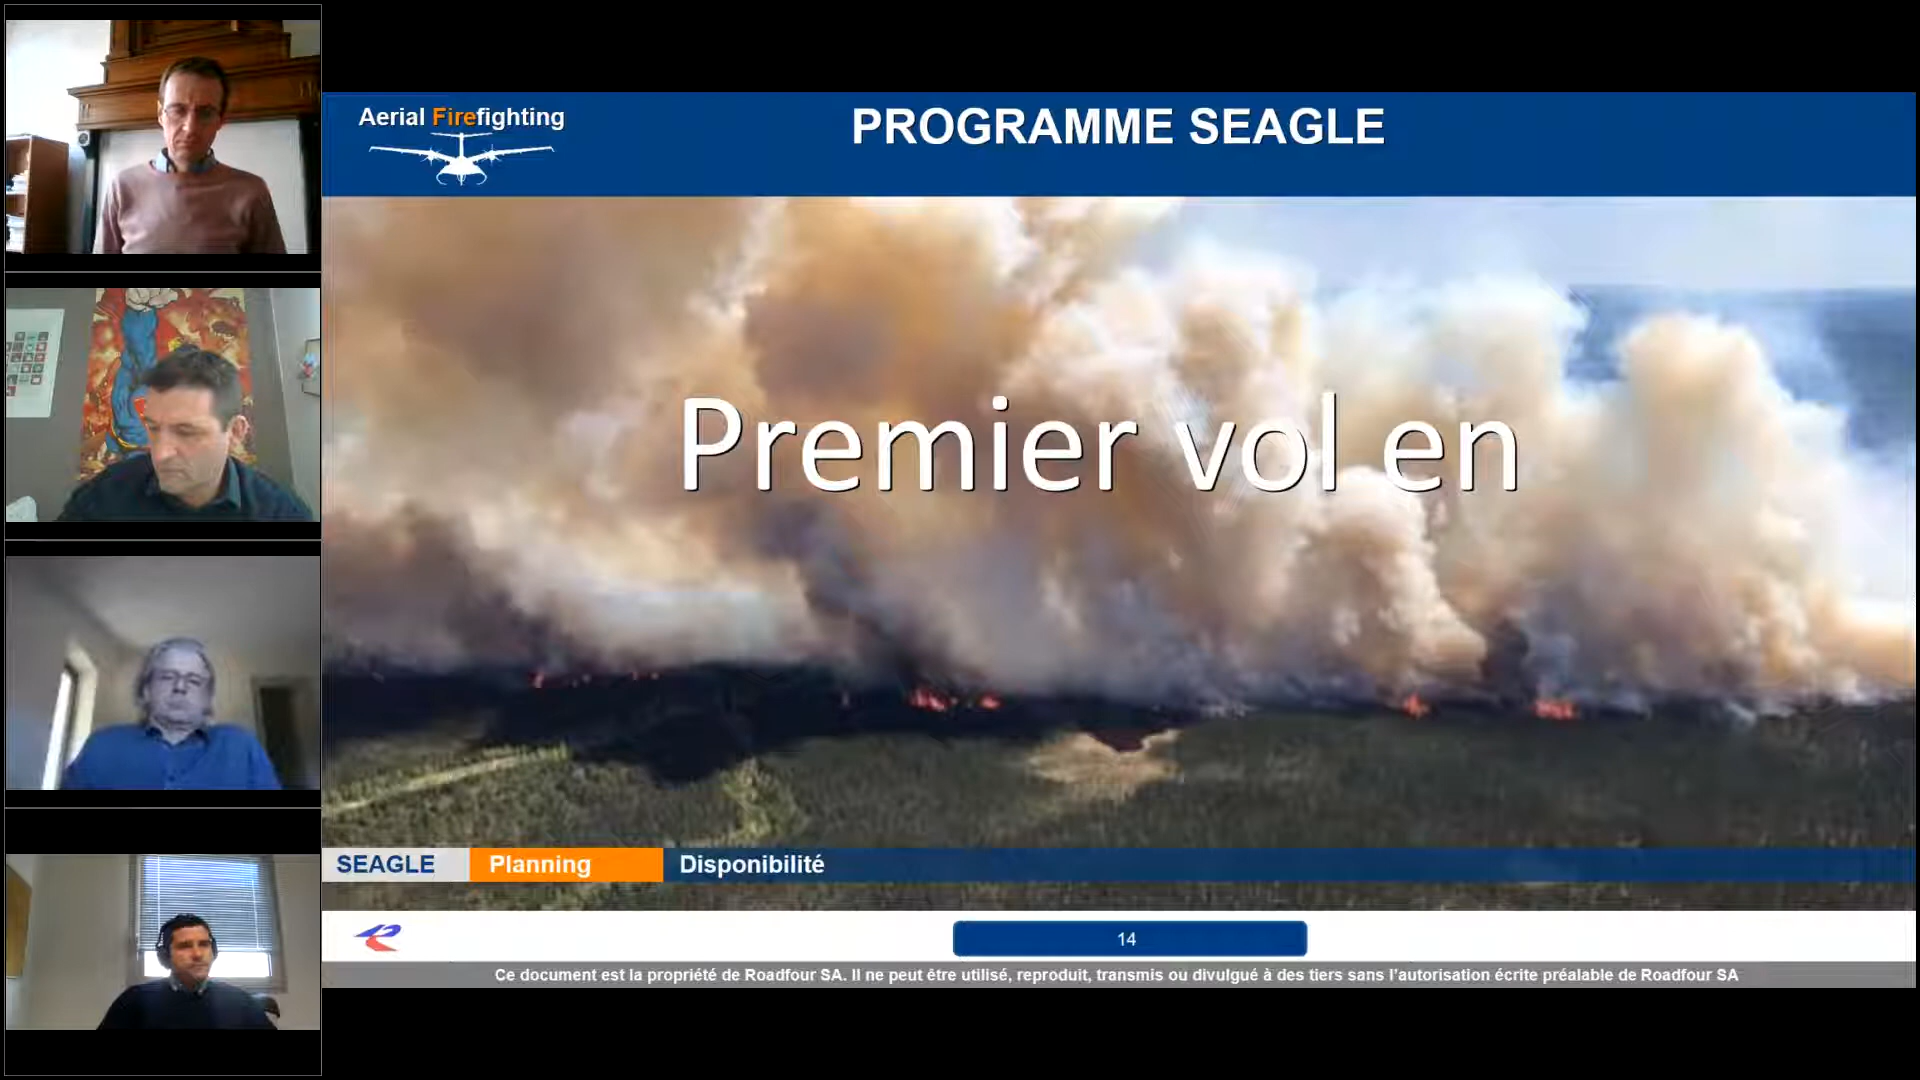 Aerial Firefighting
PROGRAMME SEAGLE
Premier vol en
SEAGLE Planning Disponibilité
14
Ce document est la propriété de Roadfour SA. Il ne peut être utilisé, reproduit, transmis ou divulgué à des tiers sans l'autorisation écrite préalable de Roadfour SA